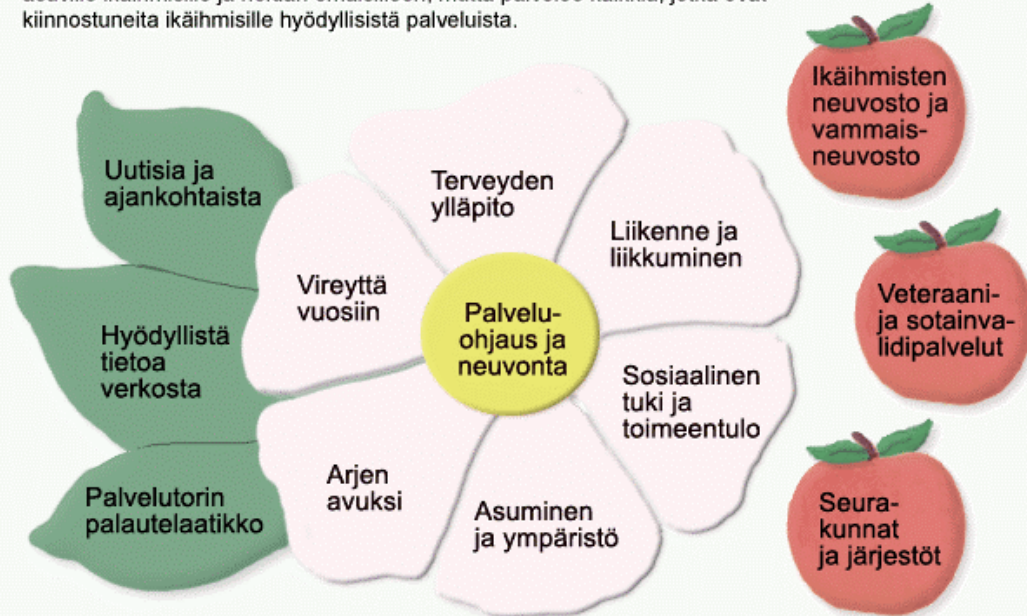 kiinnostuneita ikäihmisille hyödyllisistä palveluista.
Uutisia ja
ajankohtaista
Hyödyllistä
tietoa
verkosta
Palvelutorin
palautelaatikko
Vireyttä
vuosiin
Terveyden
ylläpito
Liikenne ja
liikkuminen
Palvelu-
ohjaus ja
neuvonta
Sosiaalinen
tuki ja
toimeentulo
Arjen
avuksi
Asuminen
ja ympäristö
Ikäihmisten
neuvosto ja
vammais-
neuvosto
Veteraani-
ja sotainva-
lidipalvelut
Seura-
kunnat
ja järjestöt